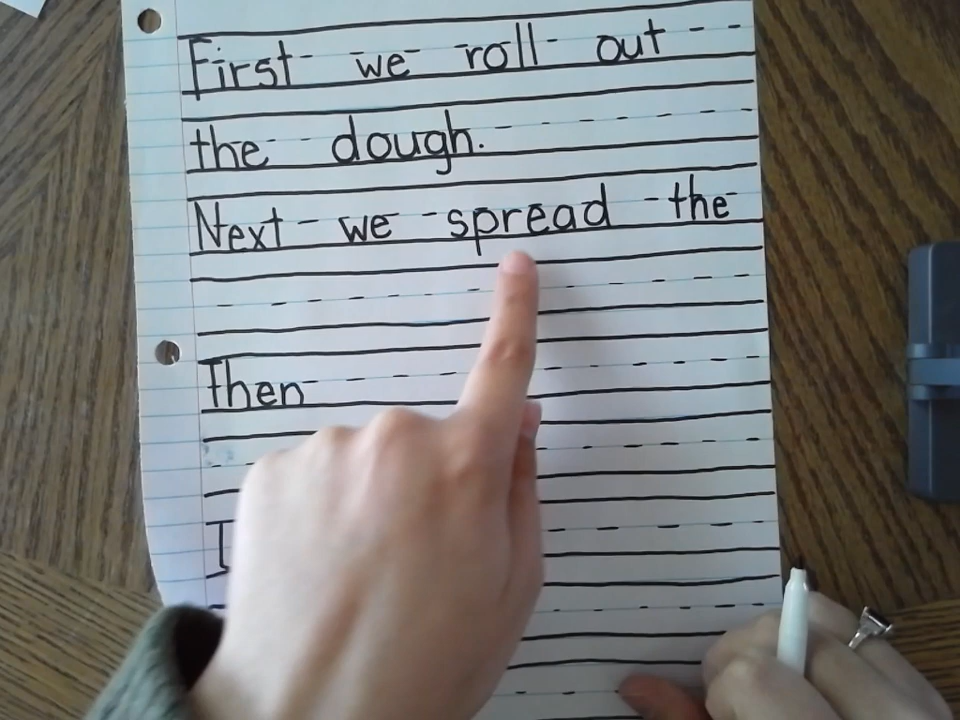 First we roll out
the dough.
Next we spread the
Then